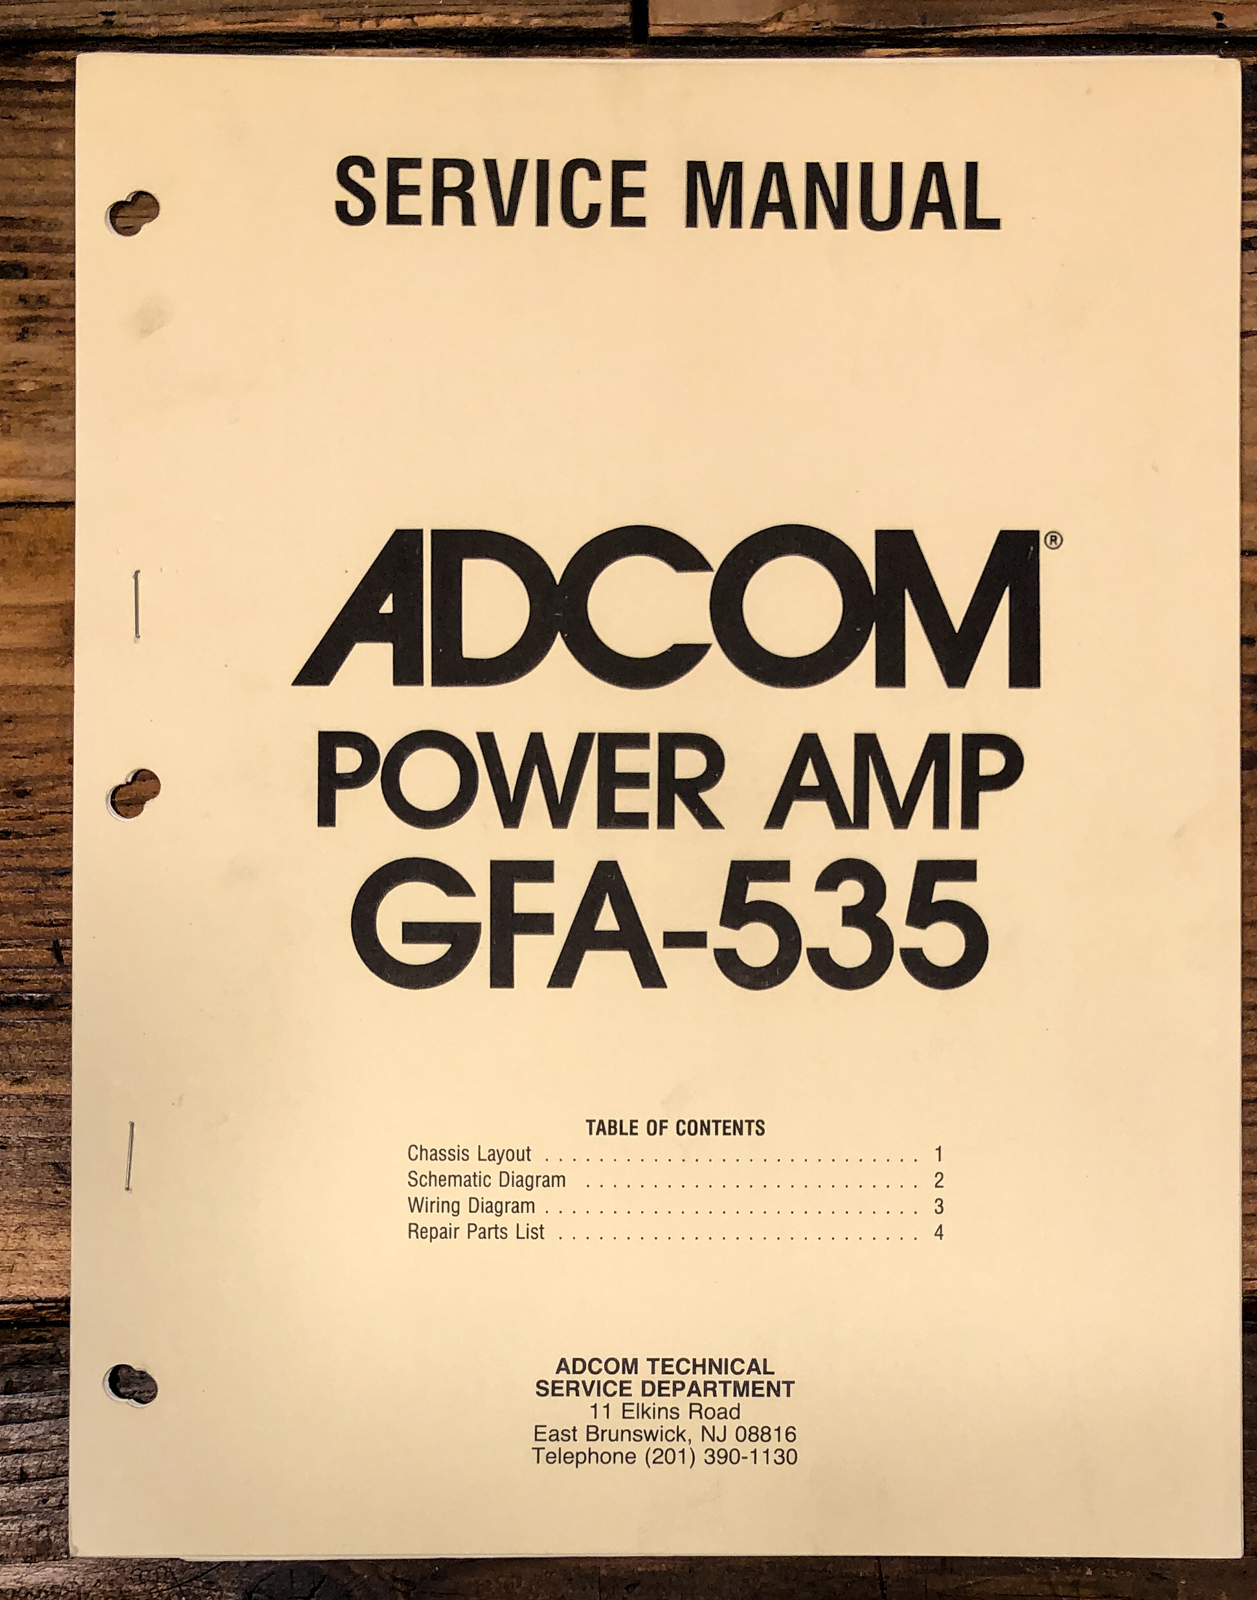 SERVICE MANUAL
ADCOM®
POWER AMP
GFA-535
TABLE OF CONTENTS
Chassis Layout . . . . . . . . . . . . . . . . . . . . . . . . . . . . 1
Schematic Diagram . . . . . . . . . . . . . . . . . . . . . . . . . 2
Wiring Diagram . . . . . . . . . . . . . . . . . . . . . . . . . . . . 3
Repair Parts List . . . . . . . . . . . . . . . . . . . . . . . . . . . 4
ADCOM TECHNICAL
SERVICE DEPARTMENT
11 Elkins Road
East Brunswick, NJ 08816
Telephone (201) 390-1130